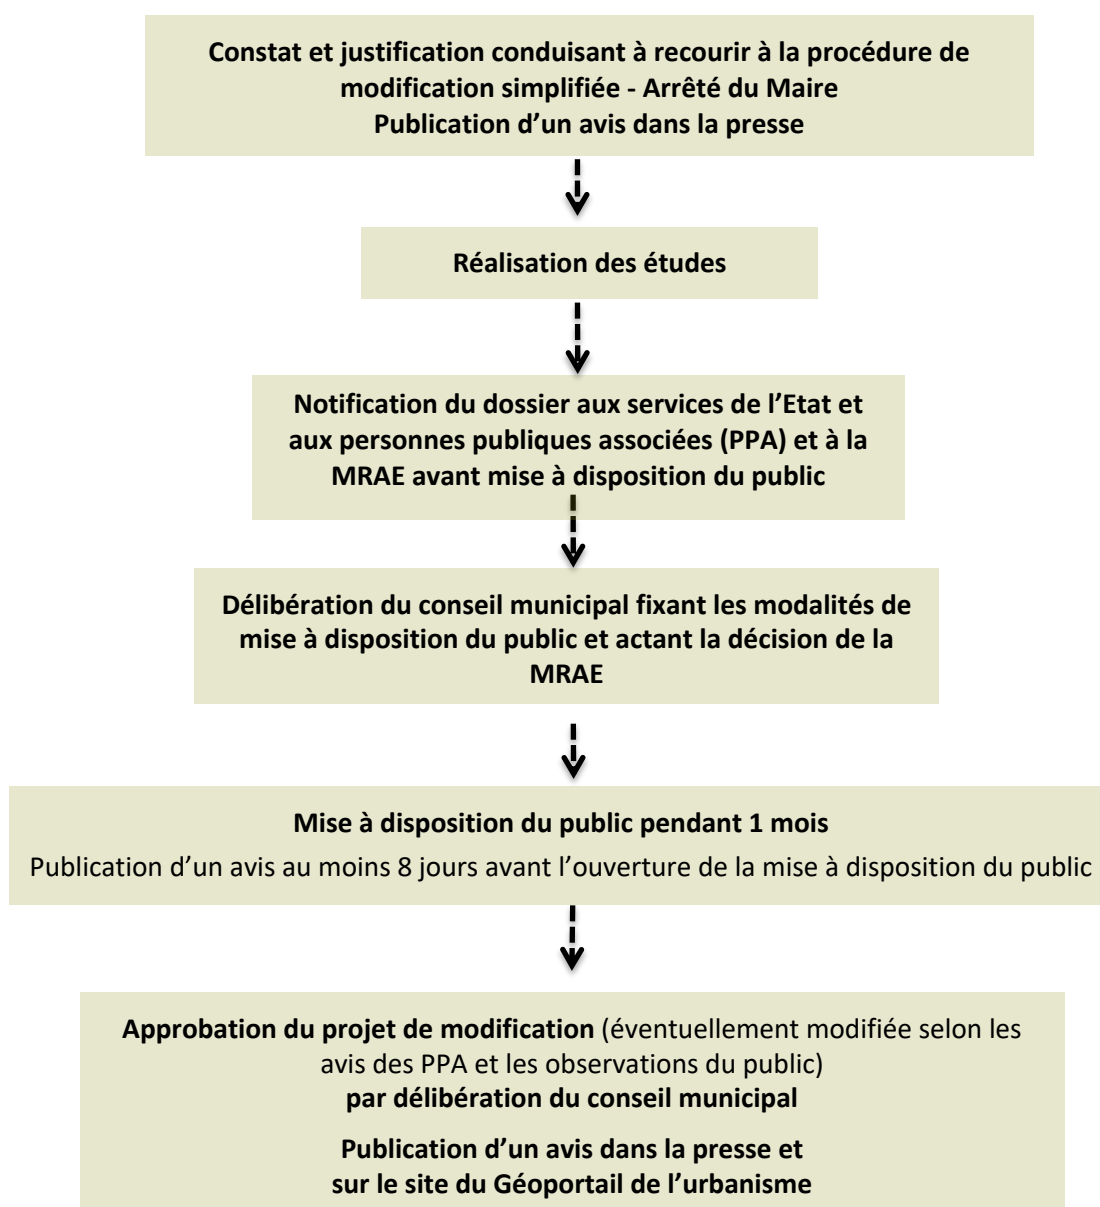 Constat et justification conduisant à recourir à la procédure de
modification simplifiée - Arrêté du Maire
Publication d’un avis dans la presse
Réalisation des études
Notification du dossier aux services de l’Etat et
aux personnes publiques associées (PPA) et à la
MRAE avant mise à disposition du public
Délibération du conseil municipal fixant les modalités de
mise à disposition du public et actant la décision de la
MRAE
Mise à disposition du public pendant 1 mois
Publication d’un avis au moins 8 jours avant l’ouverture de la mise à disposition du public
Approbation du projet de modification (éventuellement modifiée selon les
avis des PPA et les observations du public)
par délibération du conseil municipal
Publication d’un avis dans la presse et
sur le site du Géoportail de l’urbanisme